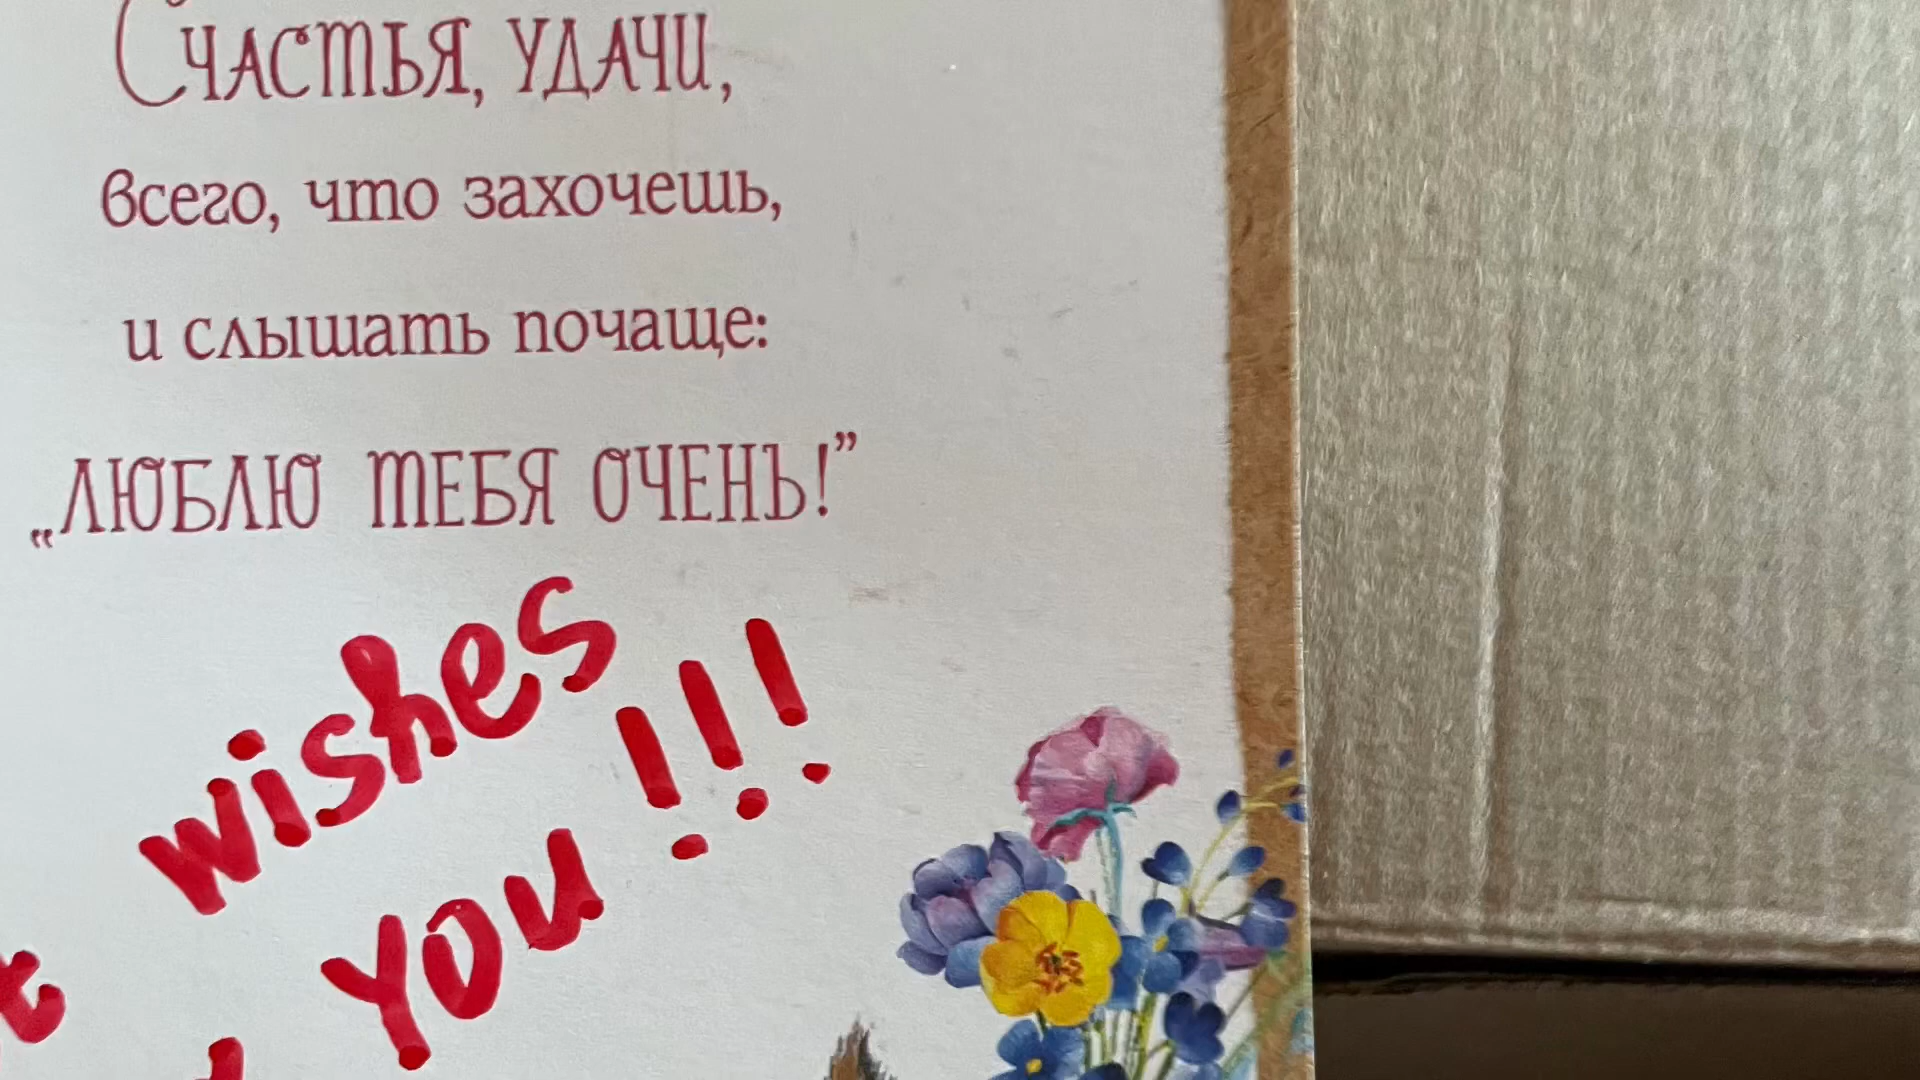 Счастья, удачи,
всего, что захочешь,
и слышать почаще:
„ЛЮБЛЮ ТЕБЯ ОЧЕНЬ!”
wishes
you!!!